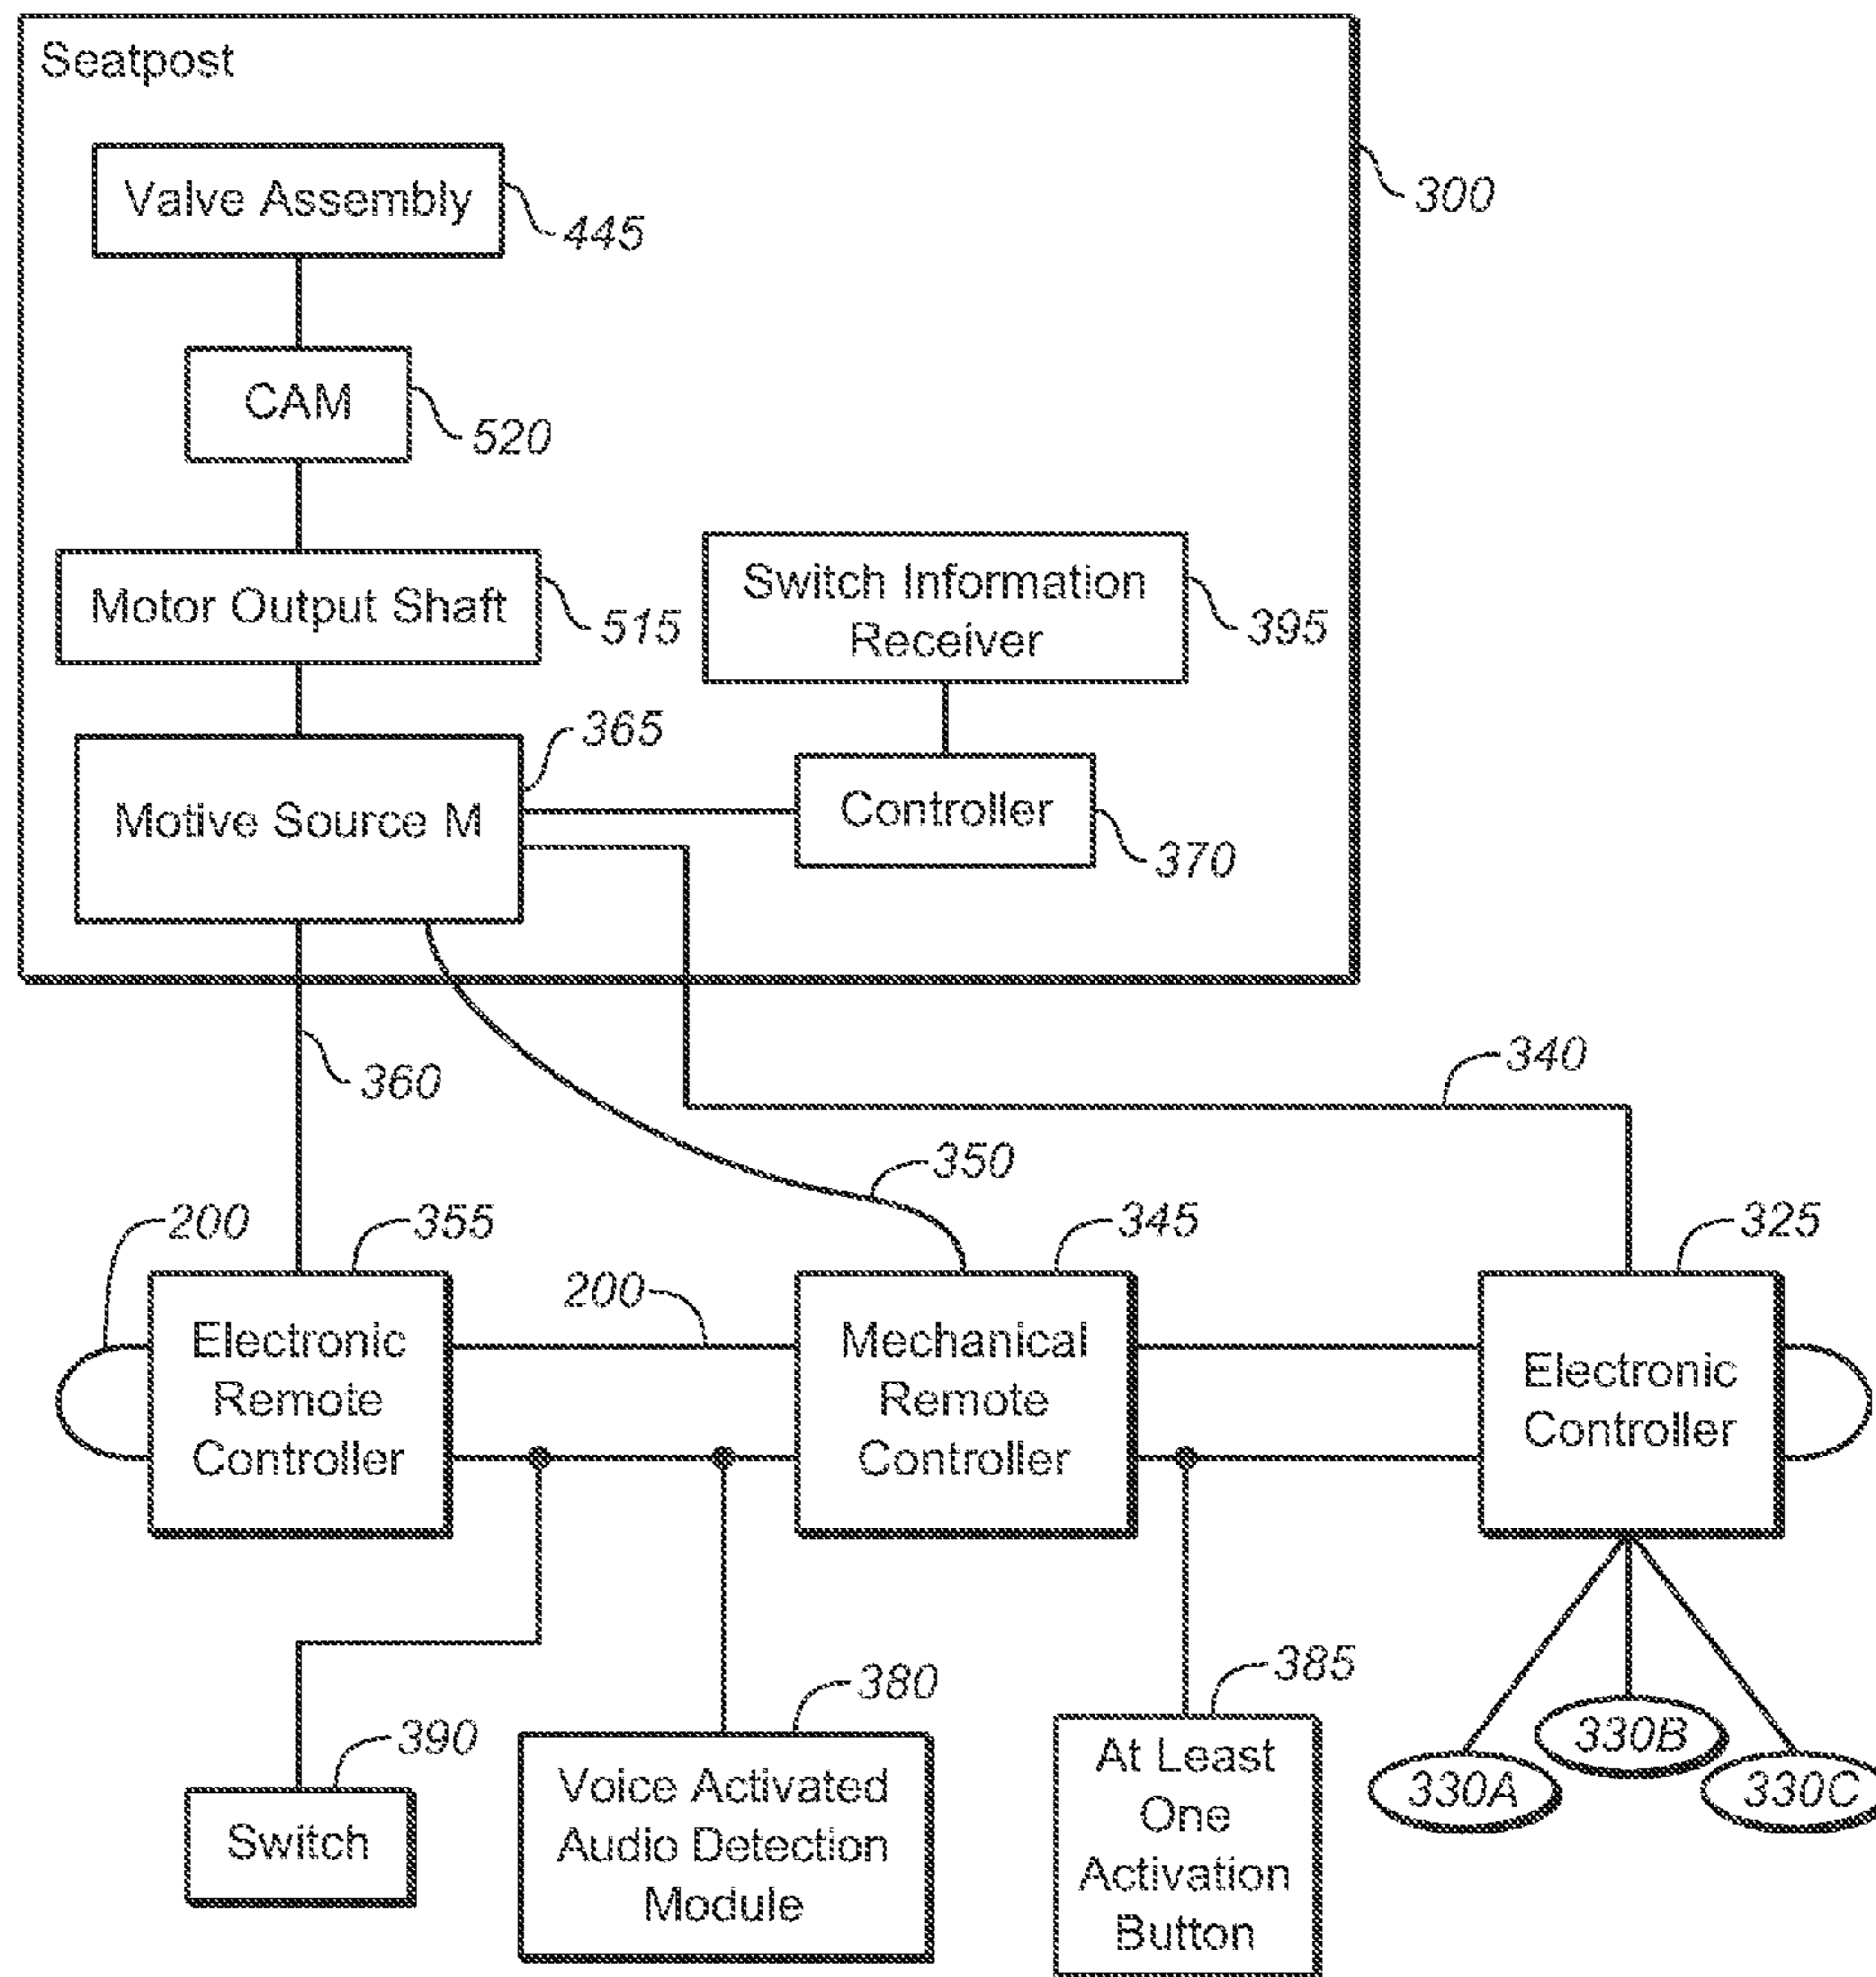 Seatpost
300
Valve Assembly
445
CAM
520
Motor Output Shaft
515
Switch Information
Receiver
395
Motive Source M
365
Controller
370
360
340
350
200
355
200
345
325
Electronic
Remote
Controller
Mechanical
Remote
Controller
Electronic
Controller
390
Switch
380
Voice Activated
Audio Detection
Module
385
At Least
One
Activation
Button
330A
330B
330C